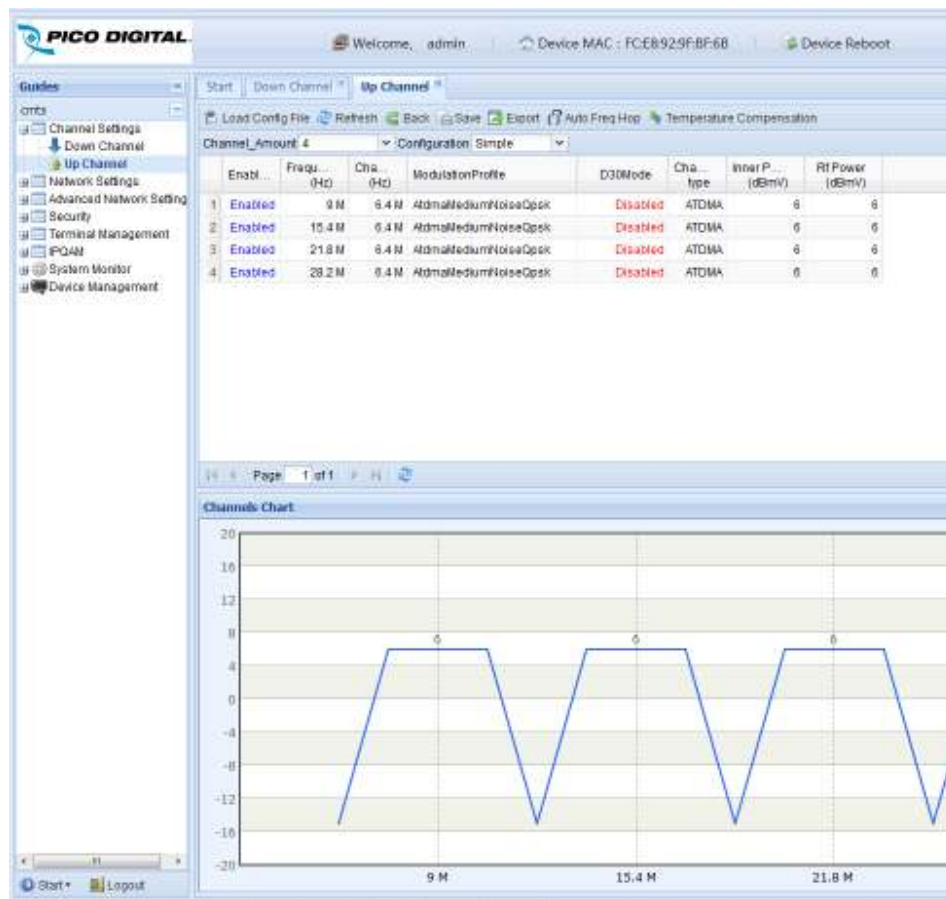 PICO DIGITAL
Welcome, admin
Device MAC : FC:E8:92:9F:BF:6B
Device Reboot
Guides
cmts
Channel Settings
Down Channel
Up Channel
Network Settings
Advanced Network Setting
Security
Terminal Management
IPQAM
System Monitor
Device Management
Start Down Channel Up Channel
Load Config File Refresh Back Save Export Auto Freq Hop Temperature Compensation
Channel_Amount 4 Configuration Simple
Enabl... Frequ... (Hz) Cha... (Hz) ModulationProfile D30Mode Cha... type Inner P... (dBmV) Rf Power (dBmV)
1 Enabled 9 M 6.4 M AtdmaMediumNoiseQpsk Disabled ATDMA 6 6
2 Enabled 15.4 M 6.4 M AtdmaMediumNoiseQpsk Disabled ATDMA 6 6
3 Enabled 21.8 M 6.4 M AtdmaMediumNoiseQpsk Disabled ATDMA 6 6
4 Enabled 28.2 M 6.4 M AtdmaMediumNoiseQpsk Disabled ATDMA 6 6
Page 1 of 1
Channels Chart
20
16
12
8
6 6 6
4
0
-4
-8
-12
-16
-20
9 M 15.4 M 21.8 M
Start Logout